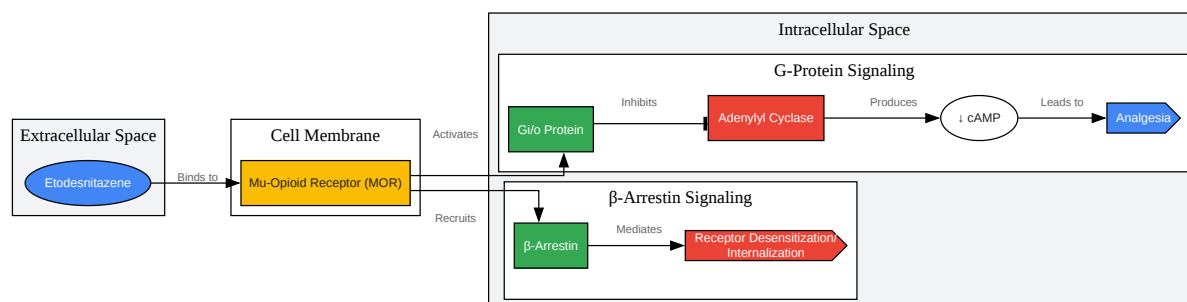 Intracellular Space
G-Protein Signaling
Inhibits
Produces
Leads to
Gi/o Protein
Adenylyl Cyclase
↓ cAMP
Analgesia
Extracellular Space
Cell Membrane
Activates
Etodesnitazene
Binds to
Mu-Opioid Receptor (MOR)
Recruits
β-Arrestin Signaling
β-Arrestin
Mediates
Receptor Desensitization/
Internalization